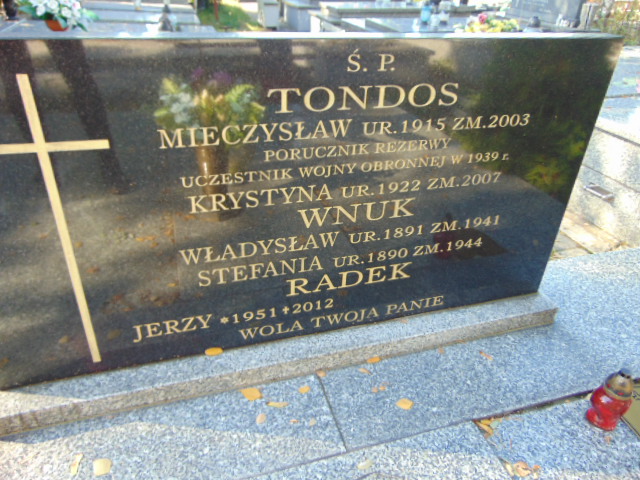 Ś. P.
TONDOS
MIECZYSŁAW UR.1915 ZM.2003
PORUCZNIK REZERWY
UCZESTNIK WOJNY OBRONNEJ W 1939 r.
KRYSTYNA UR.1922 ZM.2007
WNUK
WŁADYSŁAW UR.1891 ZM.1941
STEFANIA UR.1890 ZM.1944
RADEK
JERZY *1951 +2012
WOLA TWOJA PANIE